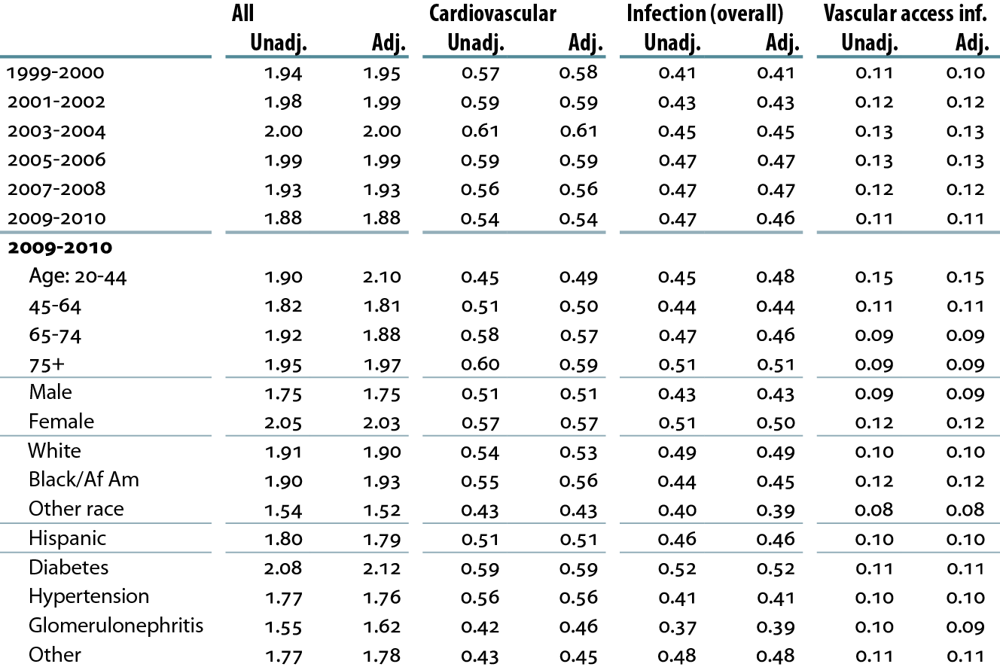 All Cardiovascular Infection (overall) Vascular access inf.
Unadj. Adj. Unadj. Adj. Unadj. Adj. Unadj. Adj.
1999-2000 1.94 1.95 0.57 0.58 0.41 0.41 0.11 0.10
2001-2002 1.98 1.99 0.59 0.59 0.43 0.43 0.12 0.12
2003-2004 2.00 2.00 0.61 0.61 0.45 0.45 0.13 0.13
2005-2006 1.99 1.99 0.59 0.59 0.47 0.47 0.13 0.13
2007-2008 1.93 1.93 0.56 0.56 0.47 0.47 0.12 0.12
2009-2010 1.88 1.88 0.54 0.54 0.47 0.46 0.11 0.11
2009-2010
Age: 20-44 1.90 2.10 0.45 0.49 0.45 0.48 0.15 0.15
45-64 1.82 1.81 0.51 0.50 0.44 0.44 0.11 0.11
65-74 1.92 1.88 0.58 0.57 0.47 0.46 0.09 0.09
75+ 1.95 1.97 0.60 0.59 0.51 0.51 0.09 0.09
Male 1.75 1.75 0.51 0.51 0.43 0.43 0.09 0.09
Female 2.05 2.03 0.57 0.57 0.51 0.50 0.12 0.12
White 1.91 1.90 0.54 0.53 0.49 0.49 0.10 0.10
Black/Af Am 1.90 1.93 0.55 0.56 0.44 0.45 0.12 0.12
Other race 1.54 1.52 0.43 0.43 0.40 0.39 0.08 0.08
Hispanic 1.80 1.79 0.51 0.51 0.46 0.46 0.10 0.10
Diabetes 2.08 2.12 0.59 0.59 0.52 0.52 0.11 0.11
Hypertension 1.77 1.76 0.56 0.56 0.41 0.41 0.10 0.10
Glomerulonephritis 1.55 1.62 0.42 0.46 0.37 0.39 0.10 0.09
Other 1.77 1.78 0.43 0.45 0.48 0.48 0.11 0.11